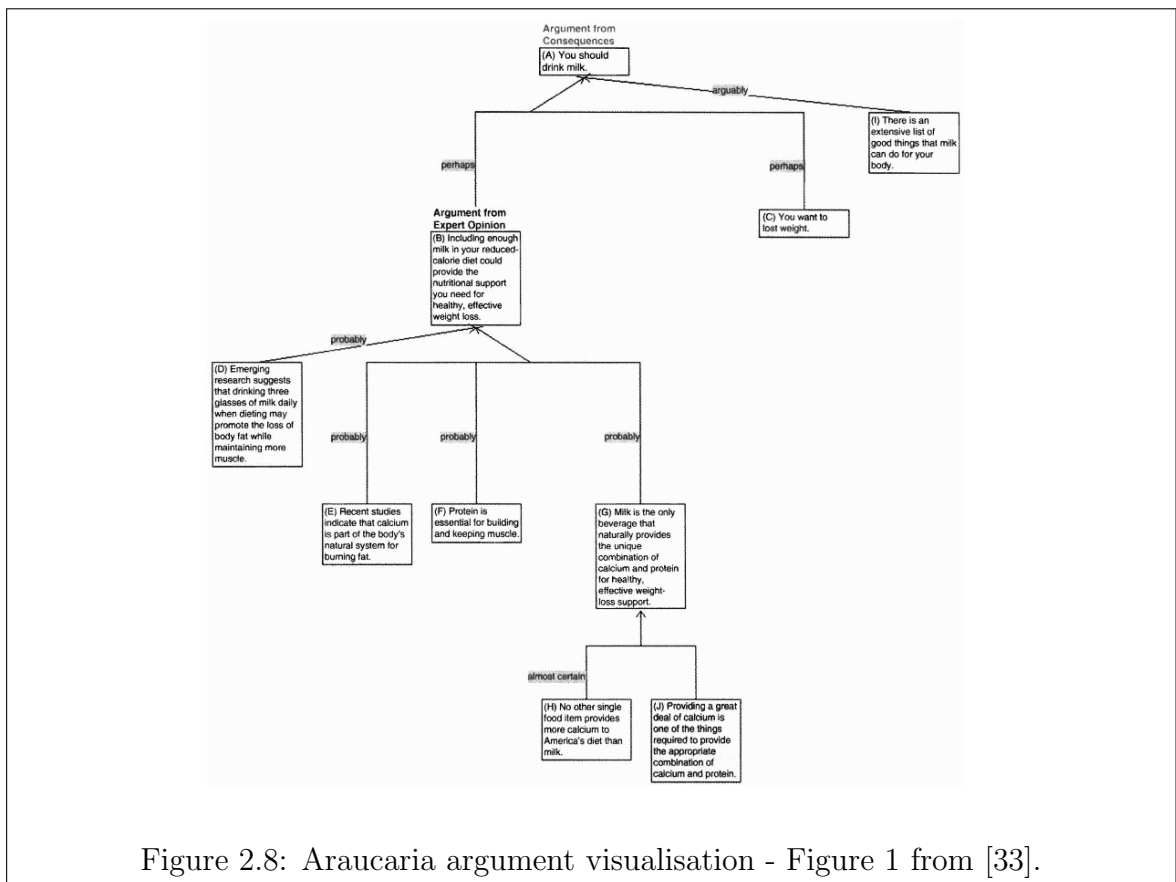 Argument from
Consequences
(A) You should
drink milk.
arguably
(I) There is an
extensive list of
good things that milk
can do for your
body.
perhaps
perhaps
Argument from
Expert Opinion
(B) Including enough
milk in your reduced-
calorie diet could
provide the
nutritional support
you need for
healthy, effective
weight loss.
(C) You want to
lost weight.
probably
(D) Emerging
research suggests
that drinking three
glasses of milk daily
when dieting may
promote the loss of
body fat while
maintaining more
muscle.
probably
probably
probably
(E) Recent studies
indicate that calcium
is part of the body's
natural system for
burning fat.
(F) Protein is
essential for building
and keeping muscle.
(G) Milk is the only
beverage that
naturally provides
the unique
combination of
calcium and protein
for healthy,
effective weight-
loss support.
almost certain
(H) No other single
food item provides
more calcium to
America's diet than
milk.
(J) Providing a great
deal of calcium is
one of the things
required to provide
the appropriate
combination of
calcium and protein.
Figure 2.8: Araucaria argument visualisation - Figure 1 from [33].